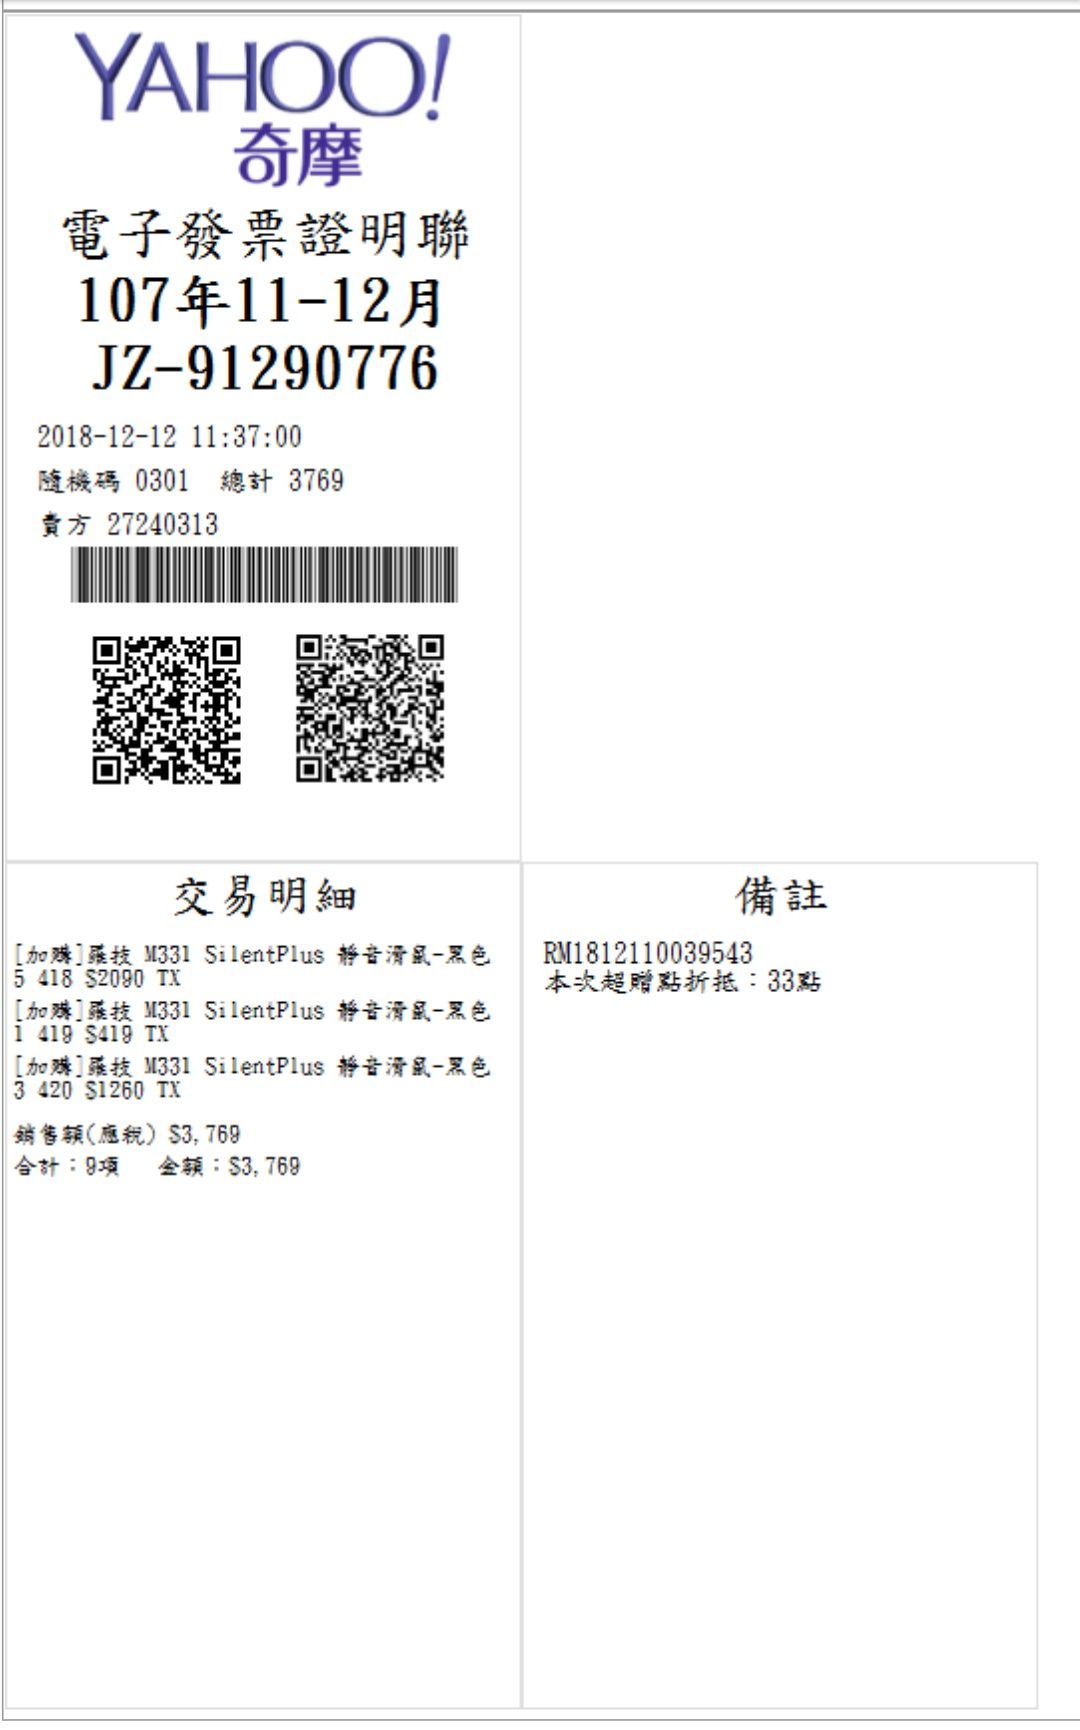 YAHOO!
奇摩
電子發票證明聯
107年11-12月
JZ-91290776
2018-12-12 11:37:00
隨機碼 0301 總計 3769
賣方 27240313
交易明細
[加購]羅技 M331 SilentPlus 靜音滑鼠-黑色
5 418 $2090 TX
[加購]羅技 M331 SilentPlus 靜音滑鼠-黑色
1 419 $419 TX
[加購]羅技 M331 SilentPlus 靜音滑鼠-黑色
3 420 $1260 TX
銷售額(應稅) $3,769
合計：9項 金額：$3,769
備註
RM1812110039543
本次超贈點折抵：33點